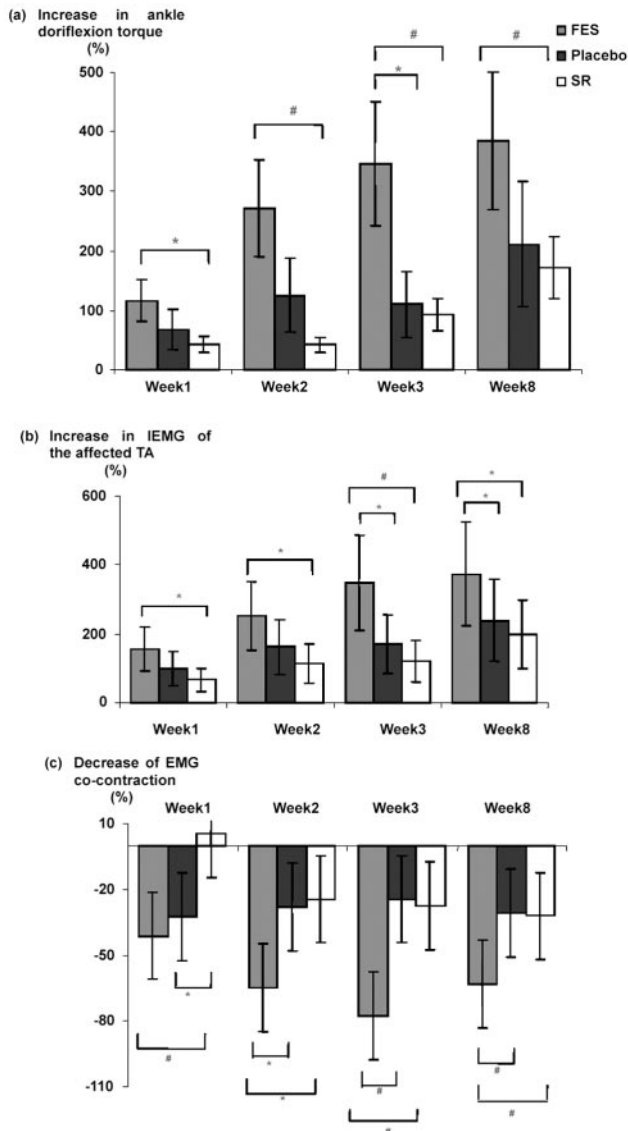 (a) Increase in ankle
doriflexion torque
(%)
FES
Placebo
SR
#
#
*
#
*
500
400
300
200
100
0
Week1
Week2
Week3
Week8
(b) Increase in IEMG of
the affected TA
(%)
600
400
200
0
*
*
#
*
*
*
Week1
Week2
Week3
Week8
(c) Decrease of EMG
co-contraction
(%)
Week1
Week2
Week3
Week8
10
-20
-50
-80
-110
*
#
*
*
#
#
#
#